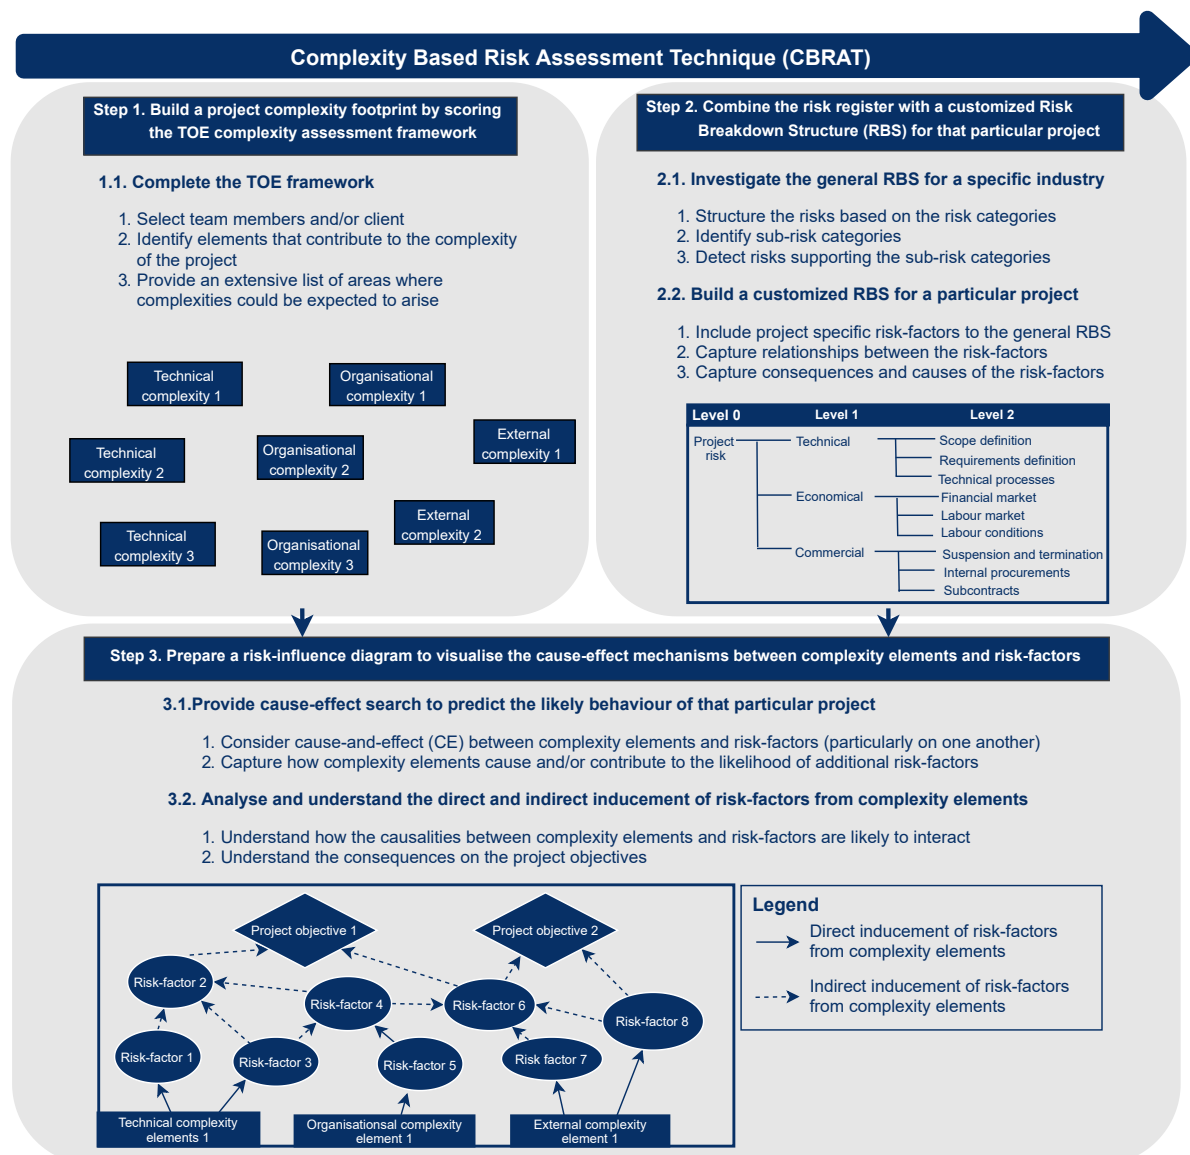 Complexity Based Risk Assessment Technique (CBRAT)
Step 1. Build a project complexity footprint by scoring
the TOE complexity assessment framework
1.1. Complete the TOE framework
1. Select team members and/or client
2. Identify elements that contribute to the complexity
of the project
3. Provide an extensive list of areas where
complexities could be expected to arise
Technical
complexity 1
Organisational
complexity 1
External
complexity 1
Technical
complexity 2
Organisational
complexity 2
External
complexity 2
Technical
complexity 3
Organisational
complexity 3
Step 2. Combine the risk register with a customized Risk
Breakdown Structure (RBS) for that particular project
2.1. Investigate the general RBS for a specific industry
1. Structure the risks based on the risk categories
2. Identify sub-risk categories
3. Detect risks supporting the sub-risk categories
2.2. Build a customized RBS for a particular project
1. Include project specific risk-factors to the general RBS
2. Capture relationships between the risk-factors
3. Capture consequences and causes of the risk-factors
Level 0 Level 1 Level 2
Project
risk
Technical
Scope definition
Requirements definition
Technical processes
Economical
Financial market
Labour market
Labour conditions
Commercial
Suspension and termination
Internal procurements
Subcontracts
Step 3. Prepare a risk-influence diagram to visualise the cause-effect mechanisms between complexity elements and risk-factors
3.1.Provide cause-effect search to predict the likely behaviour of that particular project
1. Consider cause-and-effect (CE) between complexity elements and risk-factors (particularly on one another)
2. Capture how complexity elements cause and/or contribute to the likelihood of additional risk-factors
3.2. Analyse and understand the direct and indirect inducement of risk-factors from complexity elements
1. Understand how the causalities between complexity elements and risk-factors are likely to interact
2. Understand the consequences on the project objectives
Project objective 1
Project objective 2
Risk-factor 2
Risk-factor 4
Risk-factor 6
Risk-factor 8
Risk-factor 1
Risk-factor 3
Risk-factor 5
Risk factor 7
Technical complexity
elements 1
Organisationsal complexity
element 1
External complexity
element 1
Legend
Direct inducement of risk-factors
from complexity elements
Indirect inducement of risk-factors
from complexity elements